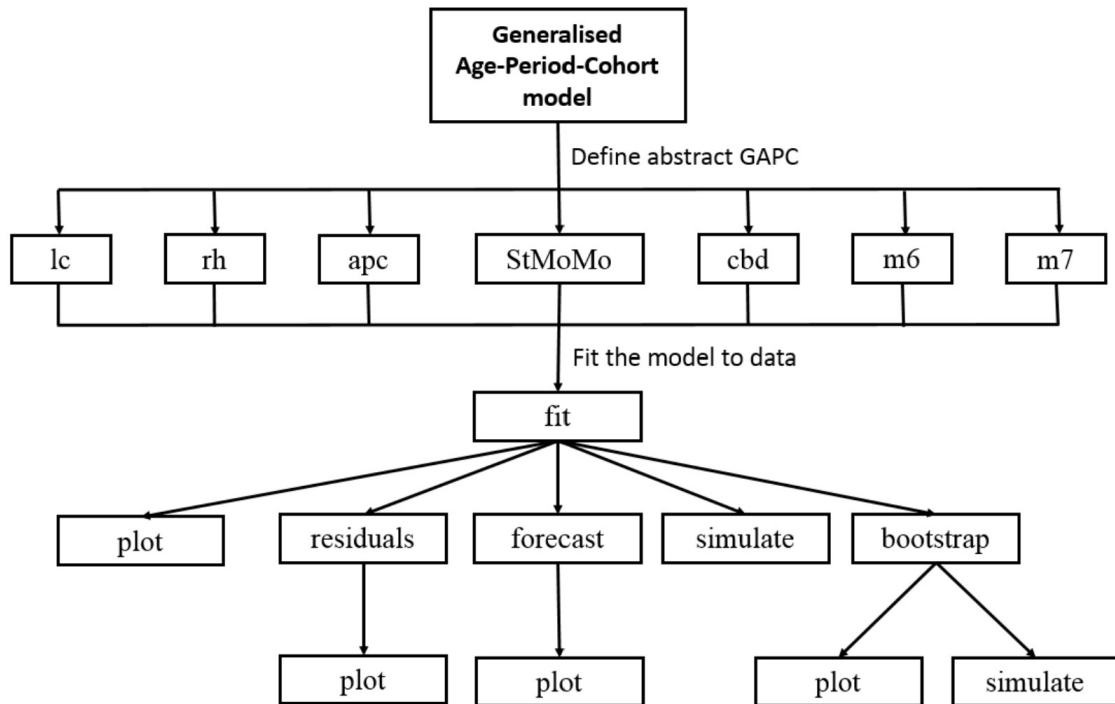 Generalised
Age-Period-Cohort
model
Define abstract GAPC
lc
rh
apc
StMoMo
cbd
m6
m7
Fit the model to data
fit
plot
residuals
forecast
simulate
bootstrap
plot
plot
plot
simulate